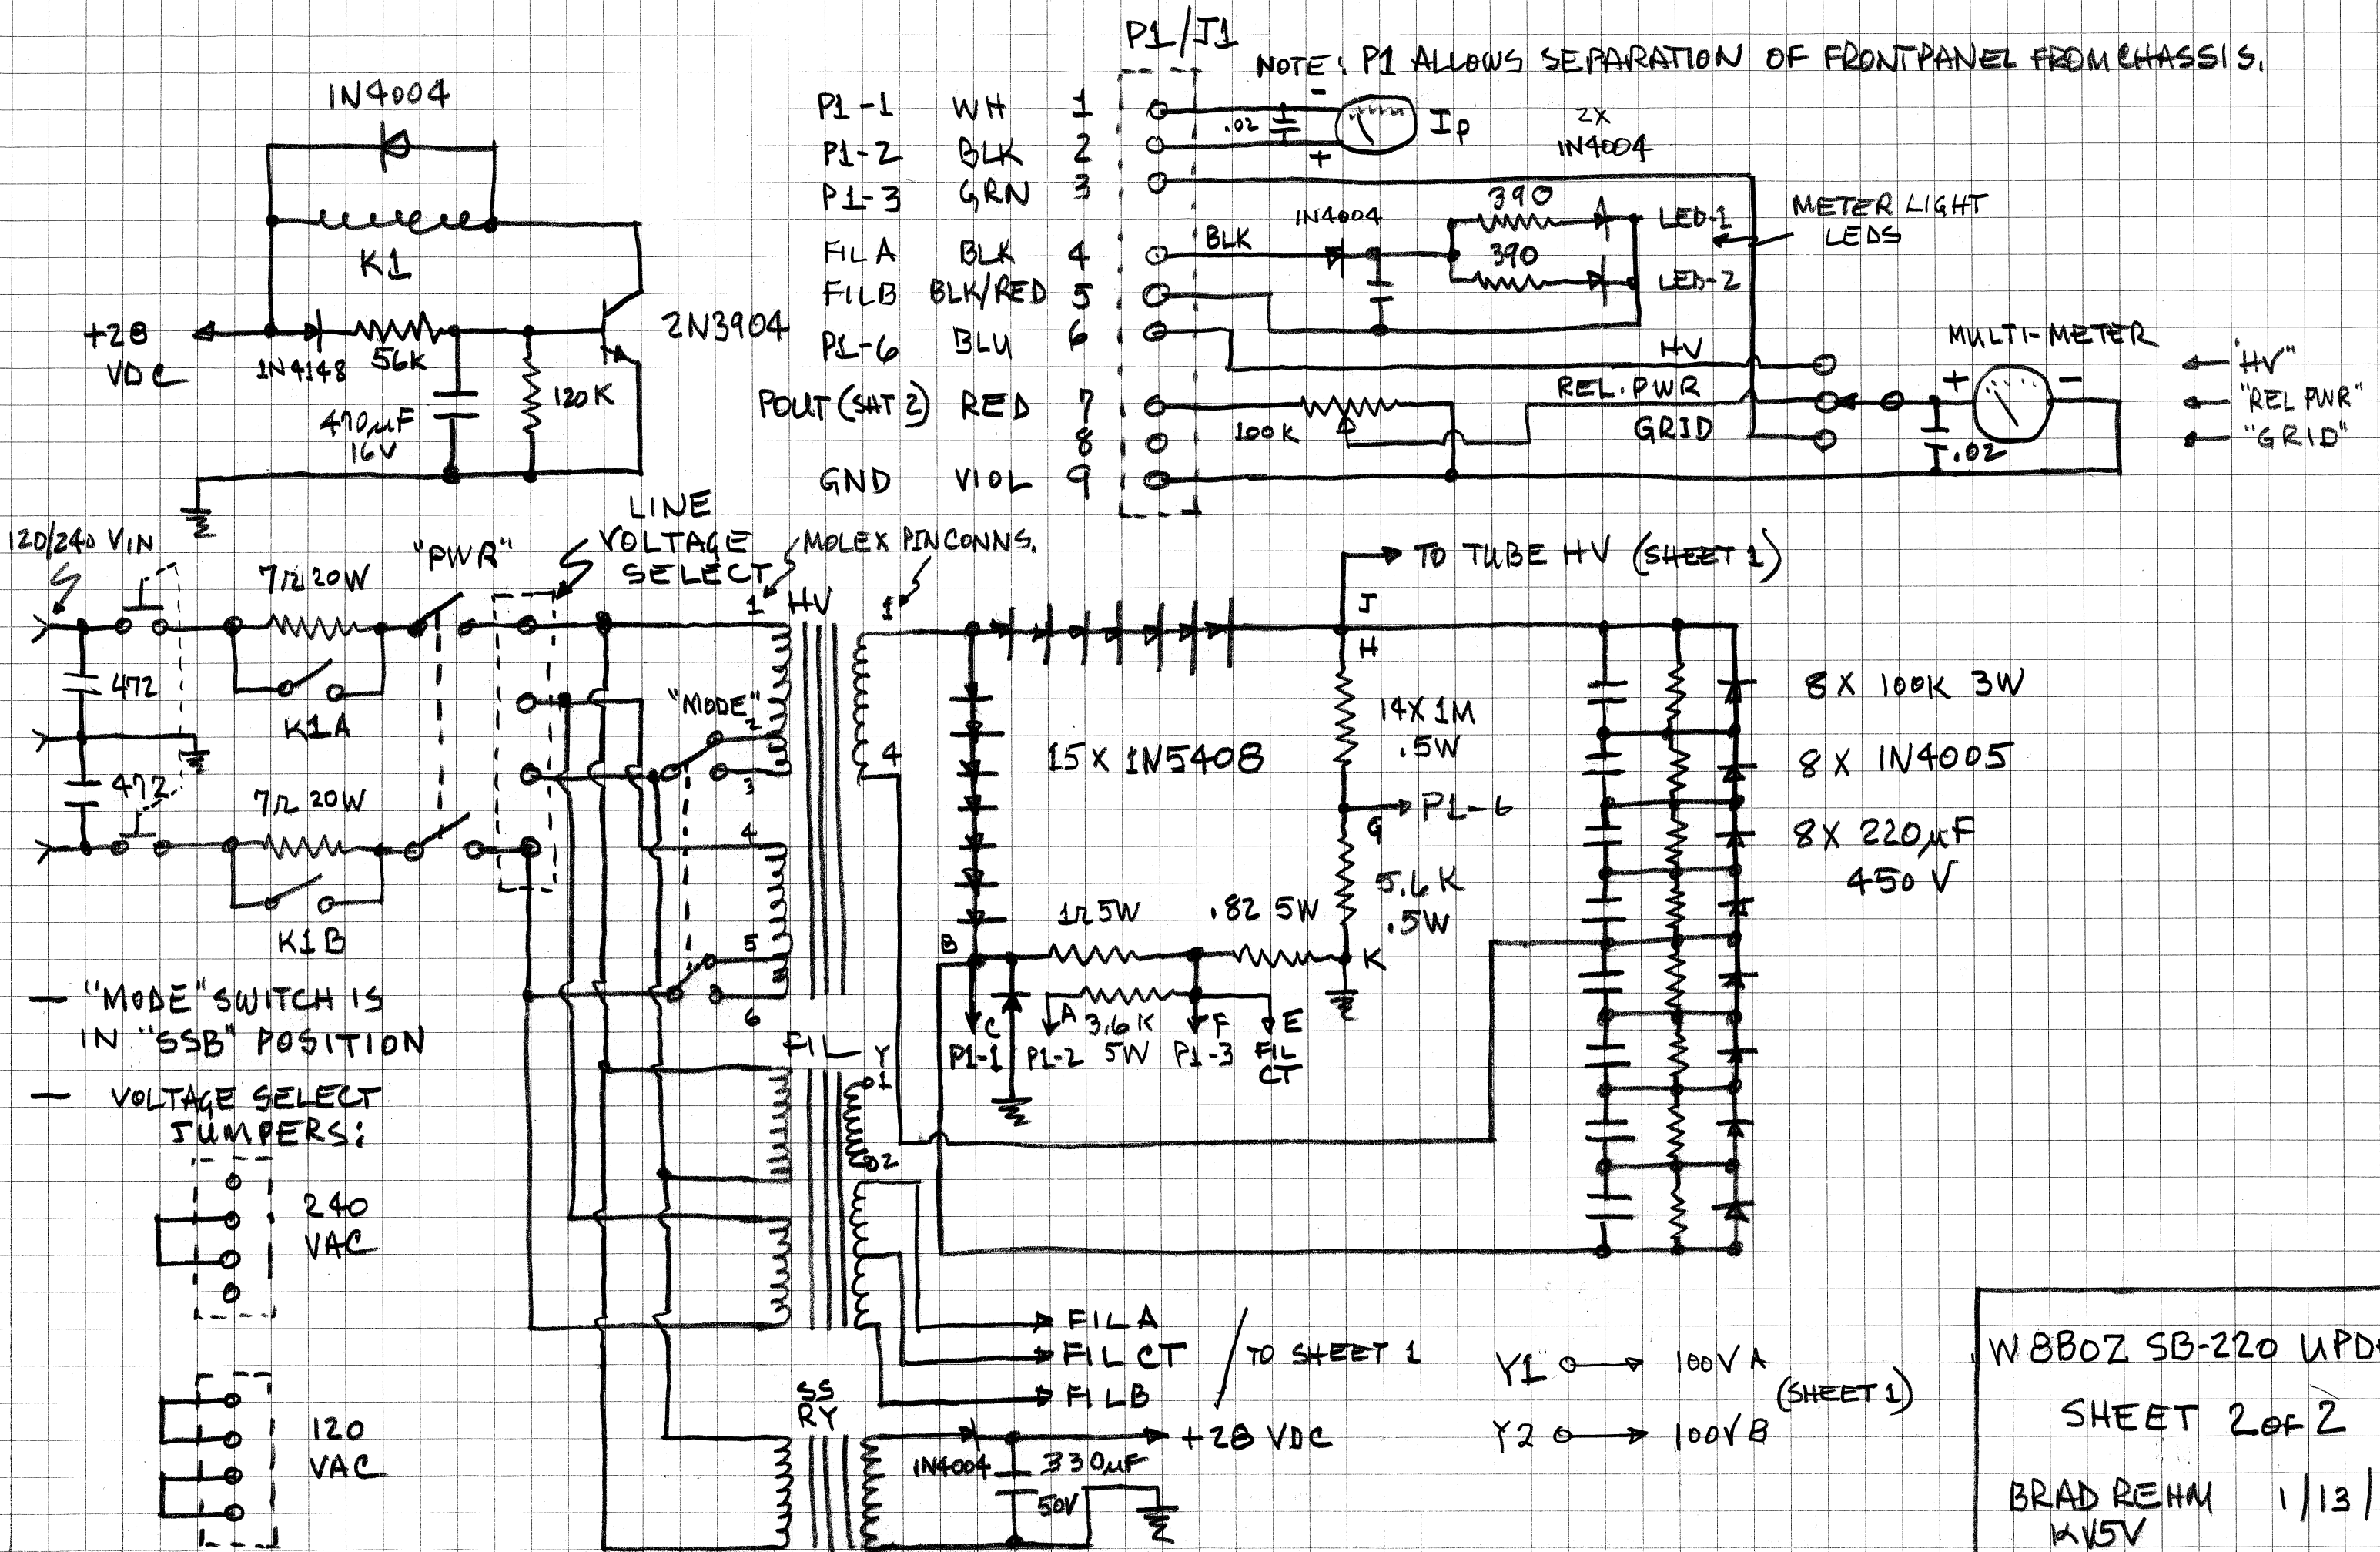 P1/J1
NOTE: P1 ALLOWS SEPARATION OF FRONTPANEL FROM CHASSIS.
1N4004
K1
+28
VDC
1N4148
56K
470µF
16V
120K
2N3904
P1-1 WH 1
P1-2 BLK 2
P1-3 GRN 3
FIL A BLK 4
FIL B BLK/RED 5
P1-6 BLU 6
POUT (SHT 2) RED 7
8
GND VIOL 9
-
.02
+
Ip
2X
1N4004
BLK
1N4004
390
390
LED-1
LED-2
METER LIGHT
LEDS
HV
REL. PWR
GRID
100K
MULTI-METER
+ -
.02
"HV"
"REL PWR"
"GRID"
120/240 VIN
7Ω 20W
"PWR"
LINE
VOLTAGE
SELECT
MOLEX PIN CONNS.
472
K1A
472
7Ω 20W
K1B
"MODE"
HV
1
2
3
4
5
6
1
4
TO TUBE HV (SHEET 1)
J
H
14X 1M
.5W
15X 1N5408
G
P1-6
5.6K
.5W
8 X 100K 3W
8 X 1N4005
8X 220µF
450V
B
1Ω 5W
.82 5W
K
C
P1-1
A
P1-2
3.6K
5W
F
P1-3
E
FIL
CT
- "MODE" SWITCH IS
IN "SSB" POSITION
- VOLTAGE SELECT
JUMPERS:
240
VAC
120
VAC
FIL
Y
1
2
FIL A
FIL CT
FIL B
TO SHEET 1
SS
RY
1N4004
330µF
50V
+28 VDC
Y1 100V A
(SHEET 1)
Y2 100V B
W8BOZ SB-220 UPD
SHEET 2 OF 2
BRAD REHM 1/13/
KV5V